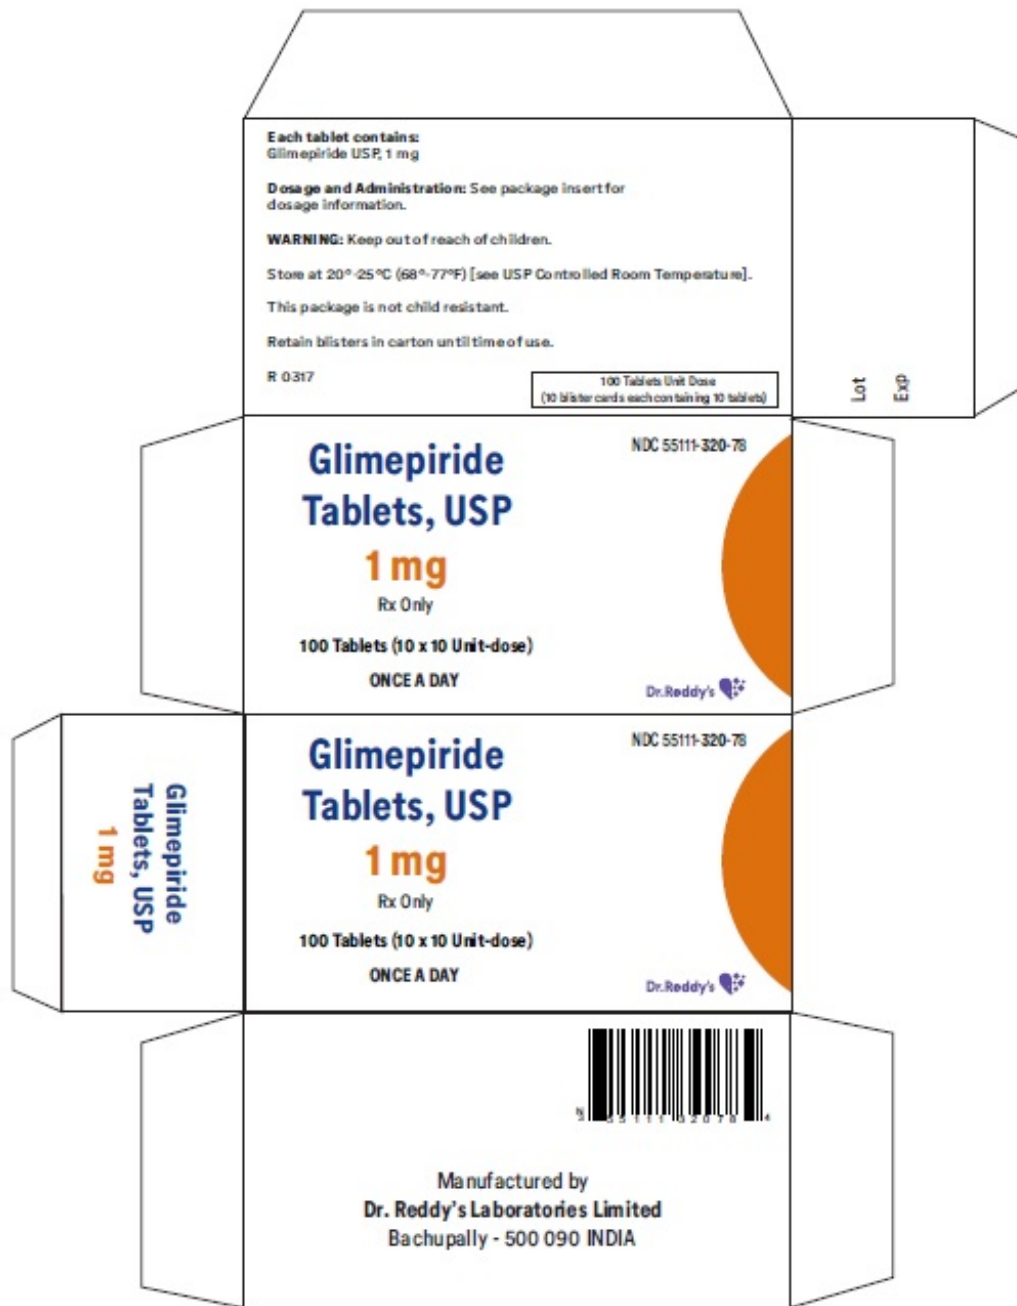 Each tablet contains:
Glimepiride USP, 1 mg
Dosage and Administration: See package insert for
dosage information.
WARNING: Keep out of reach of children.
Store at 20°-25°C (68°-77°F) [see USP Controlled Room Temperature].
This package is not child resistant.
Retain blisters in carton until time of use.
R 0317
100 Tablets Unit Dose
(10 blister cards each containing 10 tablets)
Lot
Exp
Glimepiride
Tablets, USP
1 mg
Rx Only
100 Tablets (10 x 10 Unit-dose)
ONCE A DAY
NDC 55111-320-78
Dr.Reddy's
Glimepiride
Tablets, USP
1 mg
Glimepiride
Tablets, USP
1 mg
Rx Only
100 Tablets (10 x 10 Unit-dose)
ONCE A DAY
NDC 55111-320-78
Dr.Reddy's
55111 32078 4
Manufactured by
Dr. Reddy's Laboratories Limited
Bachupally - 500 090 INDIA